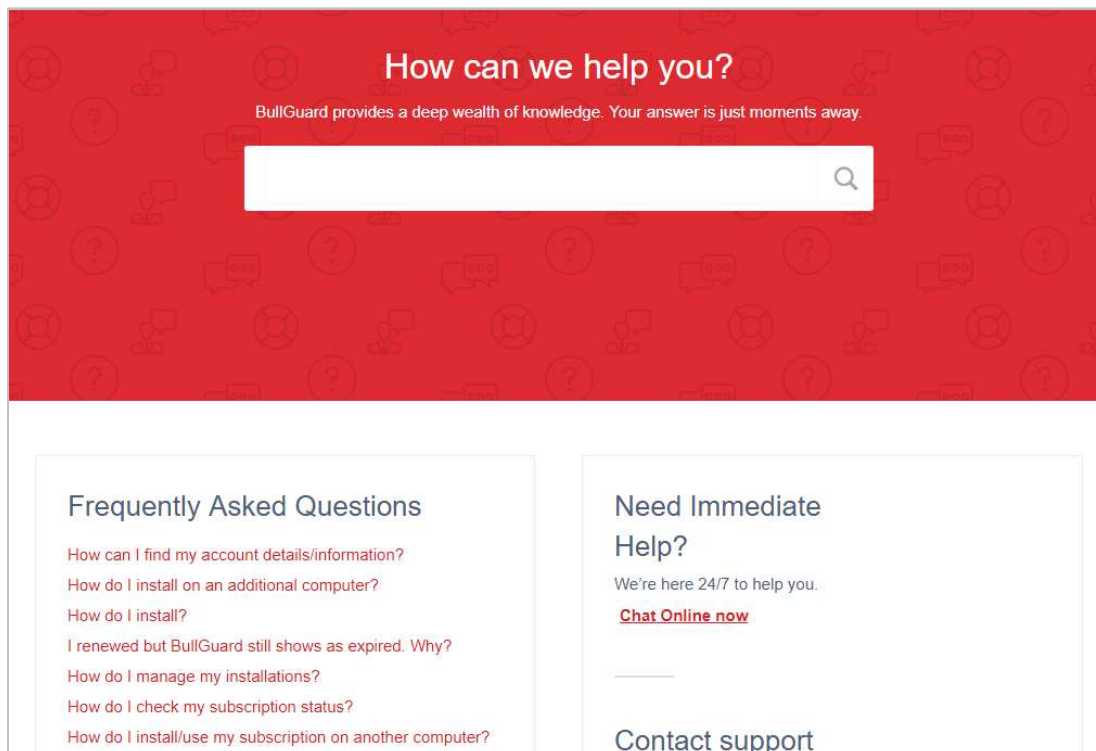 How can we help you?
BullGuard provides a deep wealth of knowledge. Your answer is just moments away.
Frequently Asked Questions
How can I find my account details/information?
How do I install on an additional computer?
How do I install?
I renewed but BullGuard still shows as expired. Why?
How do I manage my installations?
How do I check my subscription status?
How do I install/use my subscription on another computer?
Need Immediate
Help?
We're here 24/7 to help you.
Chat Online now
Contact support